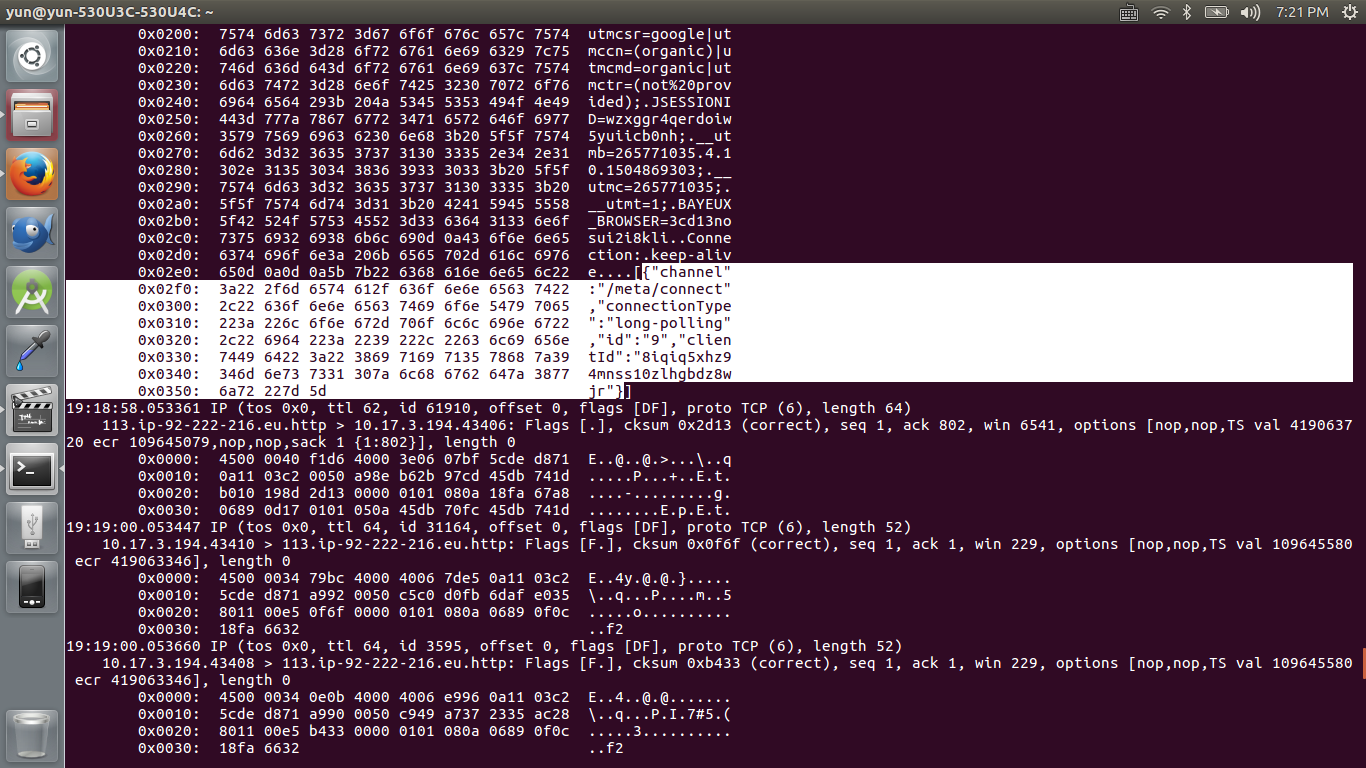 yun@yun-530U3C-530U4C: ~ 7:21 PM
0x0200: 7574 6d63 7372 3d67 6f6f 676c 657c 7574 utmcsr=google|ut
0x0210: 6d63 636e 3d28 6f72 6761 6e69 6329 7c75 mccn=(organic)|u
0x0220: 746d 636d 643d 6f72 6761 6e69 637c 7574 tmcmd=organic|ut
0x0230: 6d63 7472 3d28 6e6f 7425 3230 7072 6f76 mctr=(not%20prov
0x0240: 6964 6564 293b 204a 5345 5353 494f 4e49 ided);.JSESSIONI
0x0250: 443d 777a 7867 6772 3471 6572 646f 6977 D=wzxggr4qerdoiw
0x0260: 3579 7569 6963 6230 6e68 3b20 5f5f 7574 5yuiicb0nh;.__ut
0x0270: 6d62 3d32 3635 3737 3130 3335 2e34 2e31 mb=265771035.4.1
0x0280: 302e 3135 3034 3836 3933 3033 3b20 5f5f 0.1504869303;.__
0x0290: 7574 6d63 3d32 3635 3737 3130 3335 3b20 utmc=265771035;.
0x02a0: 5f5f 7574 6d74 3d31 3b20 4241 5945 5558 __utmt=1;.BAYEUX
0x02b0: 5f42 524f 5753 4552 3d33 6364 3133 6e6f _BROWSER=3cd13no
0x02c0: 7375 6932 6938 6b6c 690d 0a43 6f6e 6e65 sui2i8kli..Conne
0x02d0: 6374 696f 6e3a 206b 6565 702d 616c 6976 ction:.keep-aliv
0x02e0: 650d 0a0d 0a5b 7b22 6368 616e 6e65 6c22 e....[{"channel"
0x02f0: 3a22 2f6d 6574 612f 636f 6e6e 6563 7422 :"/meta/connect"
0x0300: 2c22 636f 6e6e 6563 7469 6f6e 5479 7065 ,"connectionType
0x0310: 223a 226c 6f6e 672d 706f 6c6c 696e 6722 ":"long-polling"
0x0320: 2c22 6964 223a 2239 222c 2263 6c69 656e ,"id":"9","clien
0x0330: 7449 6422 3a22 3869 7169 7135 7868 7a39 tId":"8iqiq5xhz9
0x0340: 346d 6e73 7331 307a 6c68 6762 647a 3877 4mnss10zlhgbdz8w
0x0350: 6a72 227d 5d jr"}]
19:18:58.053361 IP (tos 0x0, ttl 62, id 61910, offset 0, flags [DF], proto TCP (6), length 64)
113.ip-92-222-216.eu.http > 10.17.3.194.43406: Flags [.], cksum 0x2d13 (correct), seq 1, ack 802, win 6541, options [nop,nop,TS val 4190637
20 ecr 109645079,nop,nop,sack 1 {1:802}], length 0
0x0000: 4500 0040 f1d6 4000 3e06 07bf 5cde d871 E..@..@.>...\..q
0x0010: 0a11 03c2 0050 a98e b62b 97cd 45db 741d .....P...+..E.t.
0x0020: b010 198d 2d13 0000 0101 080a 18fa 67a8 ....-.........g.
0x0030: 0689 0d17 0101 050a 45db 70fc 45db 741d ........E.pE.t.
19:19:00.053447 IP (tos 0x0, ttl 64, id 31164, offset 0, flags [DF], proto TCP (6), length 52)
10.17.3.194.43410 > 113.ip-92-222-216.eu.http: Flags [F.], cksum 0x0f6f (correct), seq 1, ack 1, win 229, options [nop,nop,TS val 109645580
ecr 419063346], length 0
0x0000: 4500 0034 79bc 4000 4006 7de5 0a11 03c2 E..4y.@.@.}.....
0x0010: 5cde d871 a992 0050 c5c0 d0fb 6daf e035 \..q...P....m..5
0x0020: 8011 00e5 0f6f 0000 0101 080a 0689 0f0c .....o..........
0x0030: 18fa 6632 ..f2
19:19:00.053660 IP (tos 0x0, ttl 64, id 3595, offset 0, flags [DF], proto TCP (6), length 52)
10.17.3.194.43408 > 113.ip-92-222-216.eu.http: Flags [F.], cksum 0xb433 (correct), seq 1, ack 1, win 229, options [nop,nop,TS val 109645580
ecr 419063346], length 0
0x0000: 4500 0034 0e0b 4000 4006 e996 0a11 03c2 E..4..@.@.......
0x0010: 5cde d871 a990 0050 c949 a737 2335 ac28 \..q...P.I.7#5.(
0x0020: 8011 00e5 b433 0000 0101 080a 0689 0f0c .....3..........
0x0030: 18fa 6632 ..f2